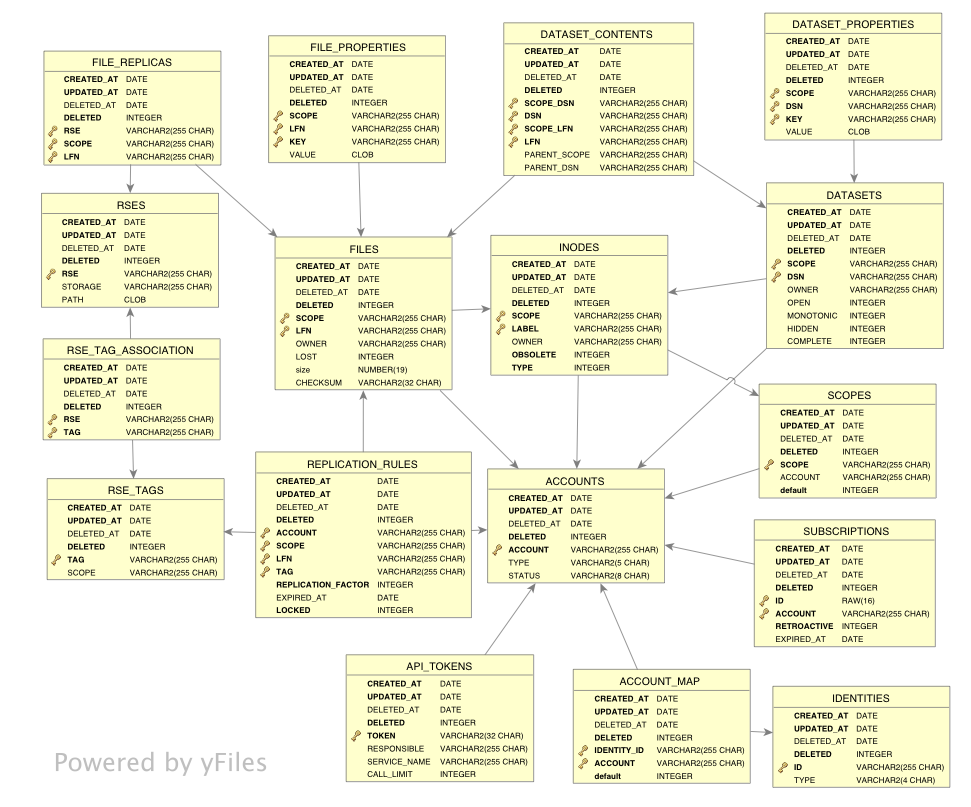 FILE_REPLICAS
CREATED_AT DATE
UPDATED_AT DATE
DELETED_AT DATE
DELETED INTEGER
RSE VARCHAR2(255 CHAR)
SCOPE VARCHAR2(255 CHAR)
LFN VARCHAR2(255 CHAR)
FILE_PROPERTIES
CREATED_AT DATE
UPDATED_AT DATE
DELETED_AT DATE
DELETED INTEGER
SCOPE VARCHAR2(255 CHAR)
LFN VARCHAR2(255 CHAR)
KEY VARCHAR2(255 CHAR)
VALUE CLOB
DATASET_CONTENTS
CREATED_AT DATE
UPDATED_AT DATE
DELETED_AT DATE
DELETED INTEGER
SCOPE_DSN VARCHAR2(255 CHAR)
DSN VARCHAR2(255 CHAR)
SCOPE_LFN VARCHAR2(255 CHAR)
LFN VARCHAR2(255 CHAR)
PARENT_SCOPE VARCHAR2(255 CHAR)
PARENT_DSN VARCHAR2(255 CHAR)
DATASET_PROPERTIES
CREATED_AT DATE
UPDATED_AT DATE
DELETED_AT DATE
DELETED INTEGER
SCOPE VARCHAR2(255 CHAR)
DSN VARCHAR2(255 CHAR)
KEY VARCHAR2(255 CHAR)
VALUE CLOB
RSES
CREATED_AT DATE
UPDATED_AT DATE
DELETED_AT DATE
DELETED INTEGER
RSE VARCHAR2(255 CHAR)
STORAGE VARCHAR2(255 CHAR)
PATH CLOB
FILES
CREATED_AT DATE
UPDATED_AT DATE
DELETED_AT DATE
DELETED INTEGER
SCOPE VARCHAR2(255 CHAR)
LFN VARCHAR2(255 CHAR)
OWNER VARCHAR2(255 CHAR)
LOST INTEGER
size NUMBER(19)
CHECKSUM VARCHAR2(32 CHAR)
INODES
CREATED_AT DATE
UPDATED_AT DATE
DELETED_AT DATE
DELETED INTEGER
SCOPE VARCHAR2(255 CHAR)
LABEL VARCHAR2(255 CHAR)
OWNER VARCHAR2(255 CHAR)
OBSOLETE INTEGER
TYPE INTEGER
DATASETS
CREATED_AT DATE
UPDATED_AT DATE
DELETED_AT DATE
DELETED INTEGER
SCOPE VARCHAR2(255 CHAR)
DSN VARCHAR2(255 CHAR)
OWNER VARCHAR2(255 CHAR)
OPEN INTEGER
MONOTONIC INTEGER
HIDDEN INTEGER
COMPLETE INTEGER
RSE_TAG_ASSOCIATION
CREATED_AT DATE
UPDATED_AT DATE
DELETED_AT DATE
DELETED INTEGER
RSE VARCHAR2(255 CHAR)
TAG VARCHAR2(255 CHAR)
SCOPES
CREATED_AT DATE
UPDATED_AT DATE
DELETED_AT DATE
DELETED INTEGER
SCOPE VARCHAR2(255 CHAR)
ACCOUNT VARCHAR2(255 CHAR)
default INTEGER
RSE_TAGS
CREATED_AT DATE
UPDATED_AT DATE
DELETED_AT DATE
DELETED INTEGER
TAG VARCHAR2(255 CHAR)
SCOPE VARCHAR2(255 CHAR)
REPLICATION_RULES
CREATED_AT DATE
UPDATED_AT DATE
DELETED_AT DATE
DELETED INTEGER
ACCOUNT VARCHAR2(255 CHAR)
SCOPE VARCHAR2(255 CHAR)
LFN VARCHAR2(255 CHAR)
TAG VARCHAR2(255 CHAR)
REPLICATION_FACTOR INTEGER
EXPIRED_AT DATE
LOCKED INTEGER
ACCOUNTS
CREATED_AT DATE
UPDATED_AT DATE
DELETED_AT DATE
DELETED INTEGER
ACCOUNT VARCHAR2(255 CHAR)
TYPE VARCHAR2(5 CHAR)
STATUS VARCHAR2(8 CHAR)
SUBSCRIPTIONS
CREATED_AT DATE
UPDATED_AT DATE
DELETED_AT DATE
DELETED INTEGER
ID RAW(16)
ACCOUNT VARCHAR2(255 CHAR)
RETROACTIVE INTEGER
EXPIRED_AT DATE
API_TOKENS
CREATED_AT DATE
UPDATED_AT DATE
DELETED_AT DATE
DELETED INTEGER
TOKEN VARCHAR2(32 CHAR)
RESPONSIBLE VARCHAR2(255 CHAR)
SERVICE_NAME VARCHAR2(255 CHAR)
CALL_LIMIT INTEGER
ACCOUNT_MAP
CREATED_AT DATE
UPDATED_AT DATE
DELETED_AT DATE
DELETED INTEGER
IDENTITY_ID VARCHAR2(255 CHAR)
ACCOUNT VARCHAR2(255 CHAR)
default INTEGER
IDENTITIES
CREATED_AT DATE
UPDATED_AT DATE
DELETED_AT DATE
DELETED INTEGER
ID VARCHAR2(255 CHAR)
TYPE VARCHAR2(4 CHAR)
Powered by yFiles